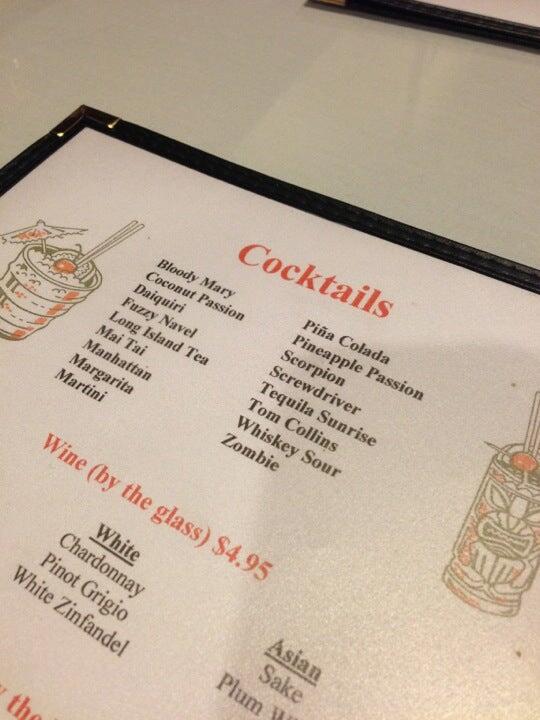 Cocktails
Bloody Mary
Coconut Passion
Daiquiri
Fuzzy Navel
Long Island Tea
Mai Tai
Manhattan
Margarita
Martini
Piña Colada
Pineapple Passion
Scorpion
Screwdriver
Tequila Sunrise
Tom Collins
Whiskey Sour
Zombie
Wine (by the glass) $4.95
White
Chardonnay
Pinot Grigio
White Zinfandel
Asian
Sake
Plum
the